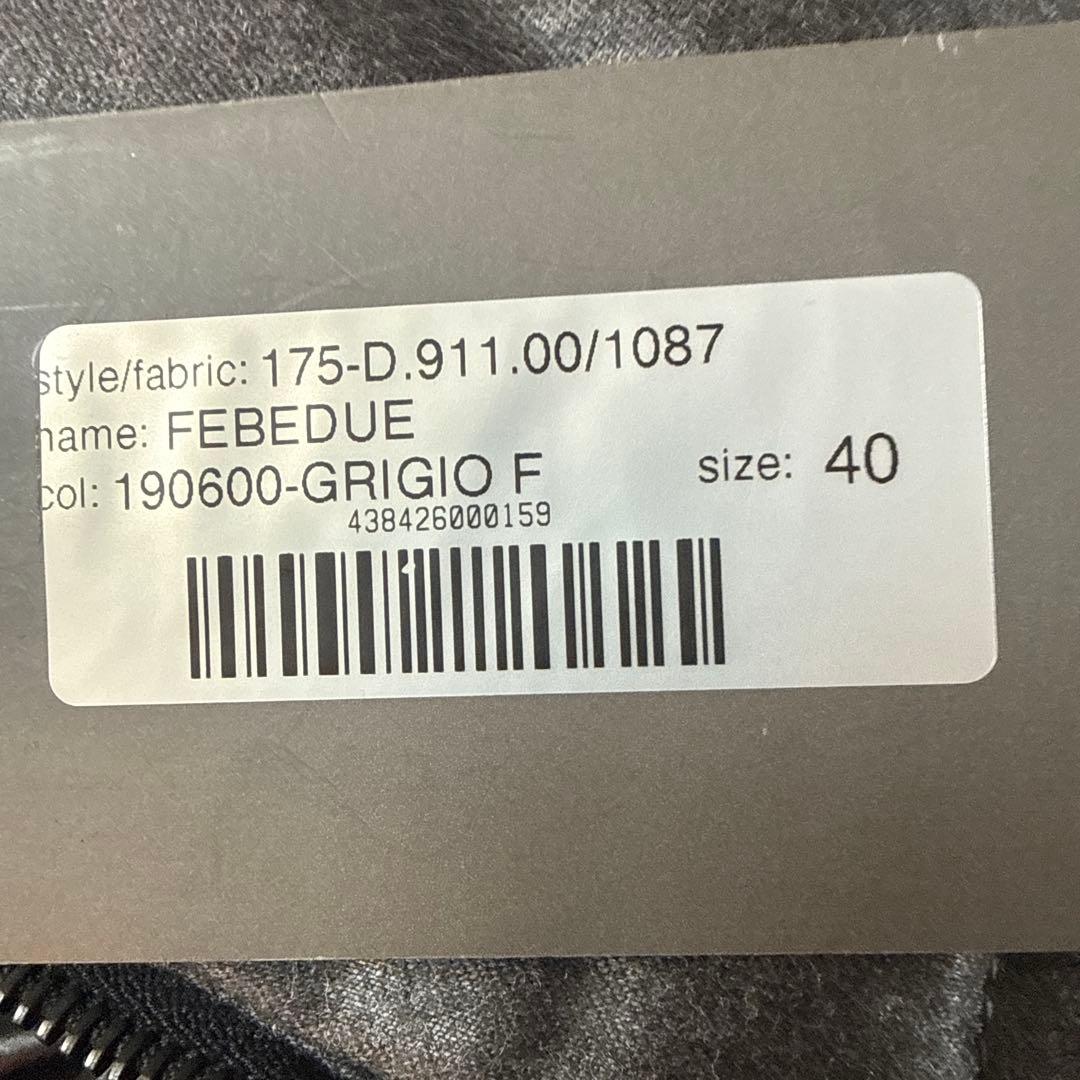 style/fabric: 175-D.911.00/1087
name: FEBEDUE
col: 190600-GRIGIO F
size: 40
438426000159